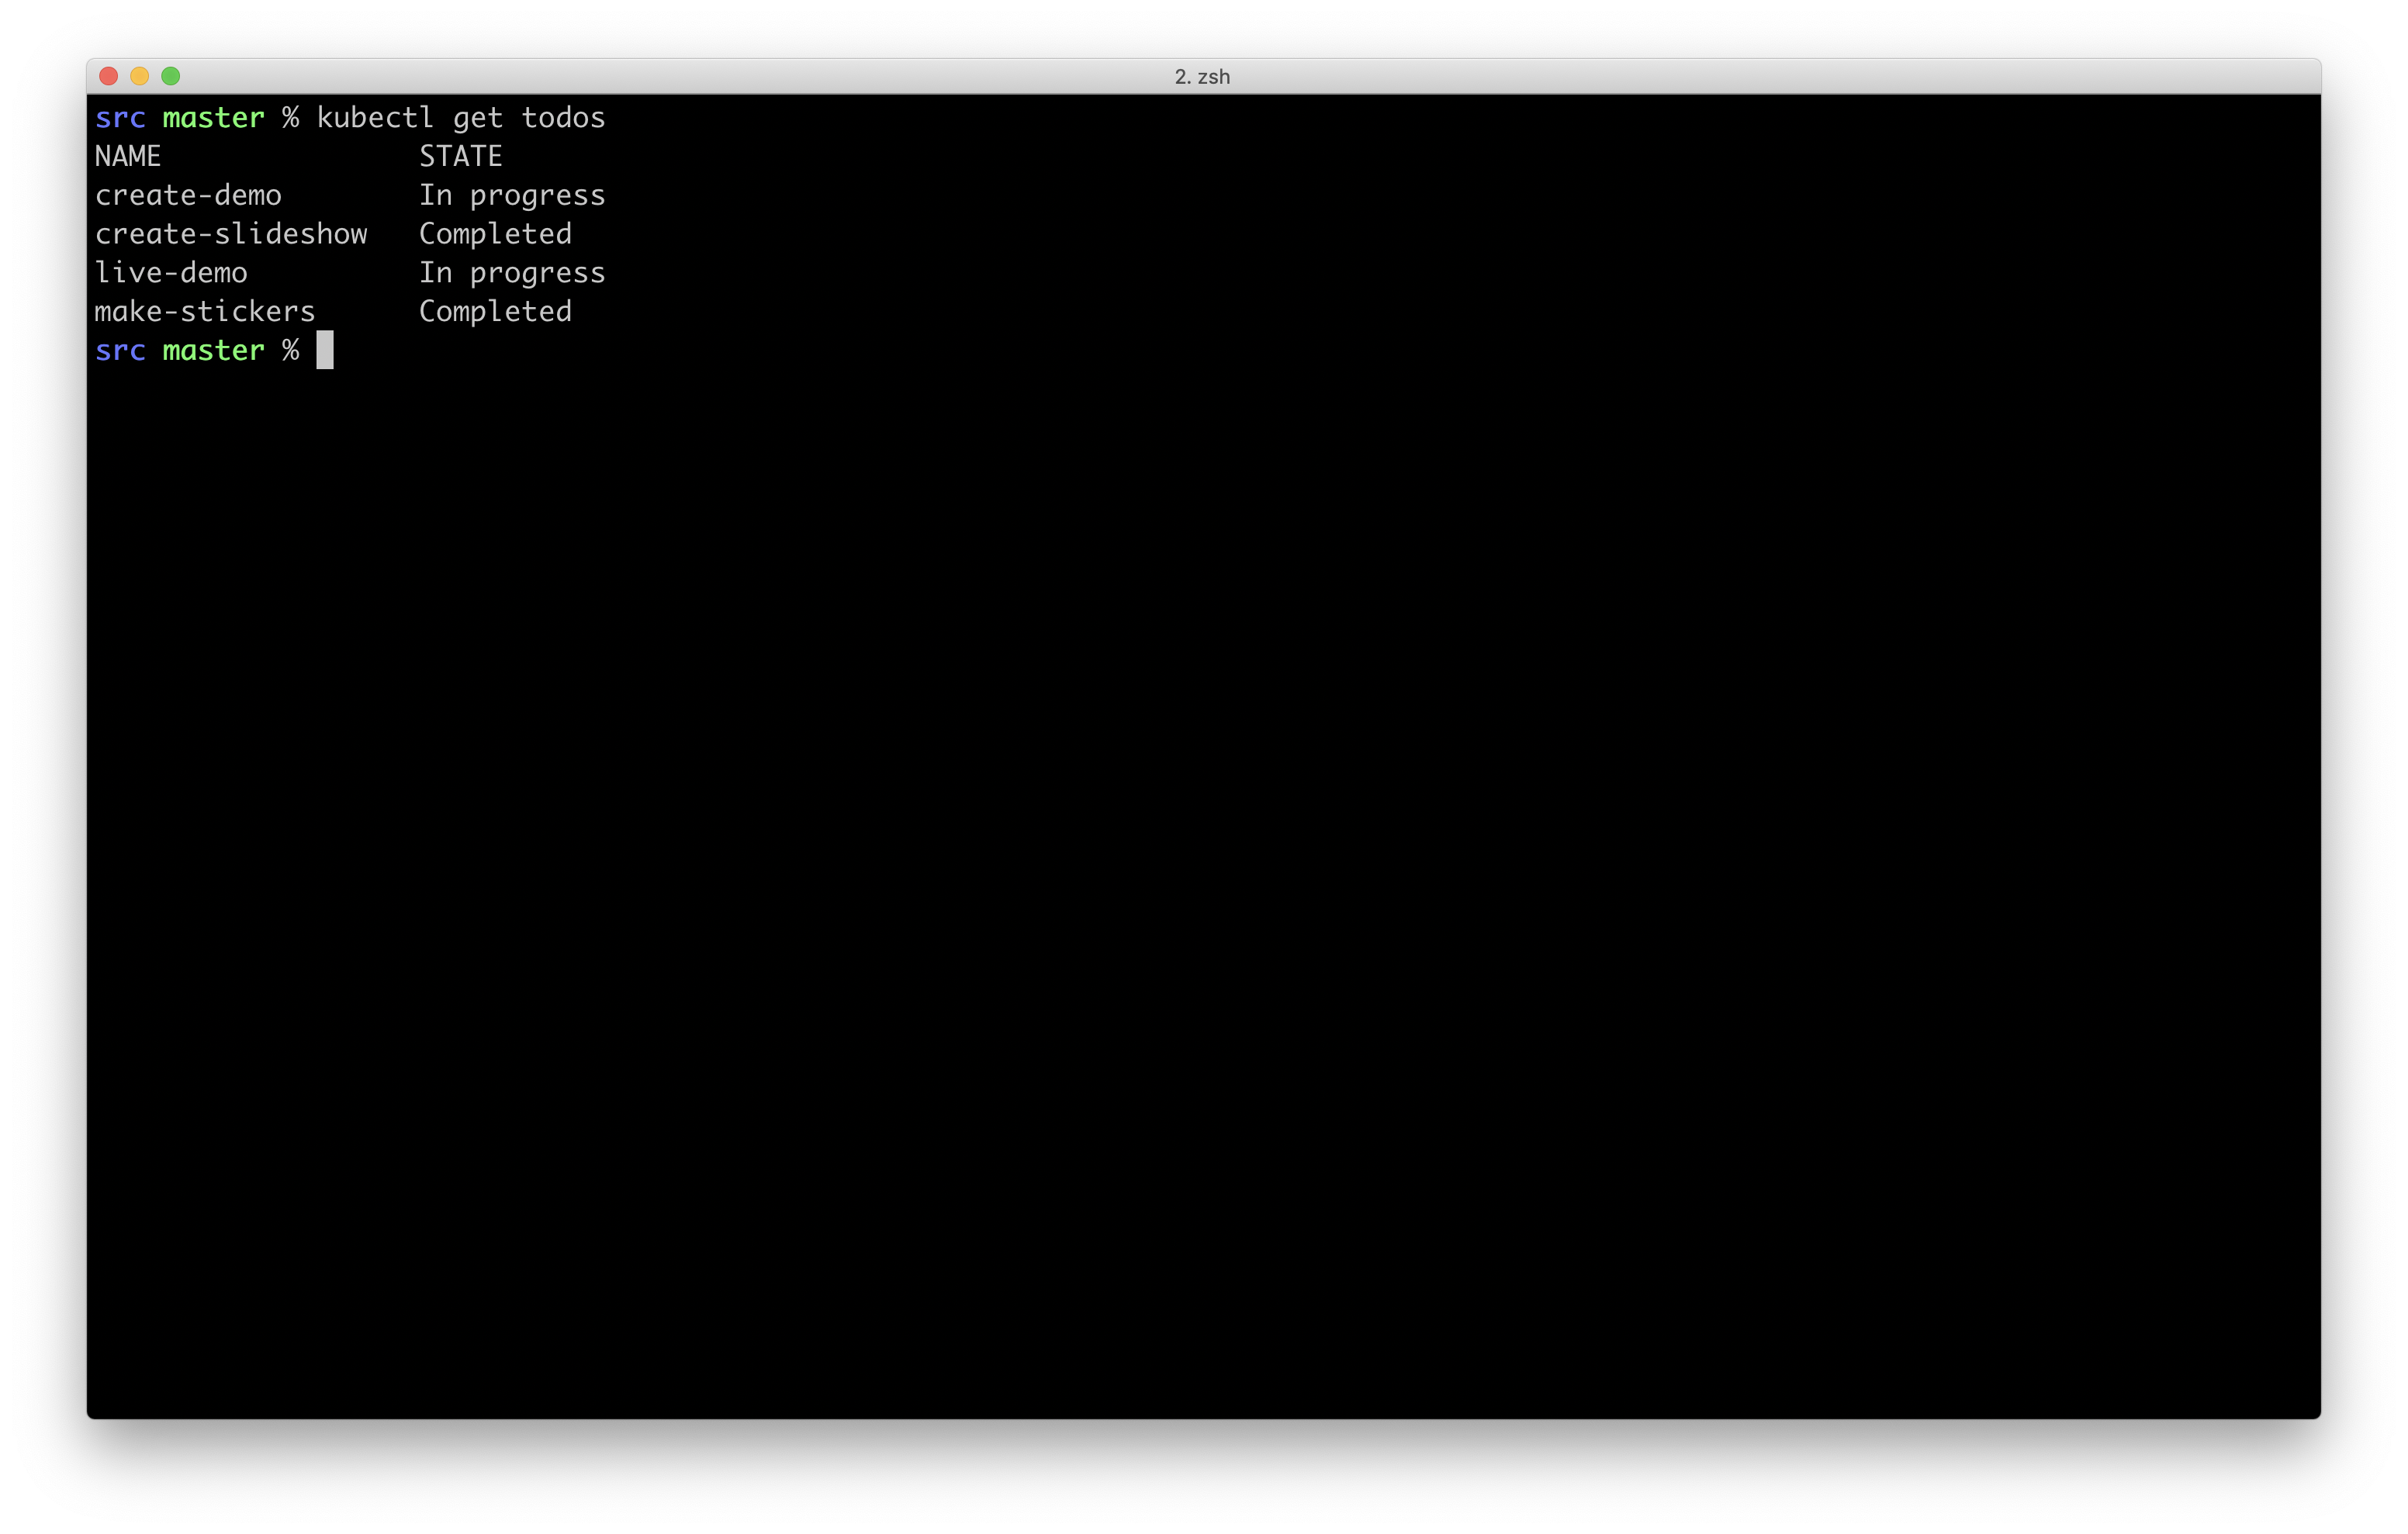 2. zsh
src master % kubectl get todos
NAME               STATE
create-demo        In progress
create-slideshow   Completed
live-demo          In progress
make-stickers      Completed
src master %